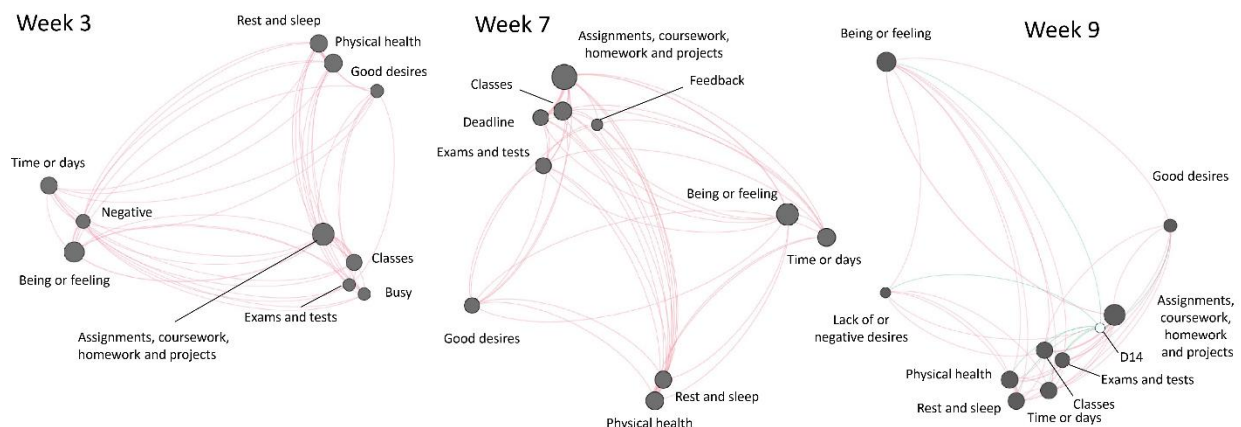 Week 3
Rest and sleep
Physical health
Good desires
Time or days
Negative
Being or feeling
Classes
Busy
Exams and tests
Assignments, coursework,
homework and projects
Week 7
Assignments, coursework,
homework and projects
Classes
Feedback
Deadline
Exams and tests
Being or feeling
Time or days
Good desires
Rest and sleep
Physical health
Week 9
Being or feeling
Good desires
Lack of or
negative desires
Assignments,
coursework,
homework
and projects
D14
Physical health
Exams and tests
Rest and sleep
Classes
Time or days